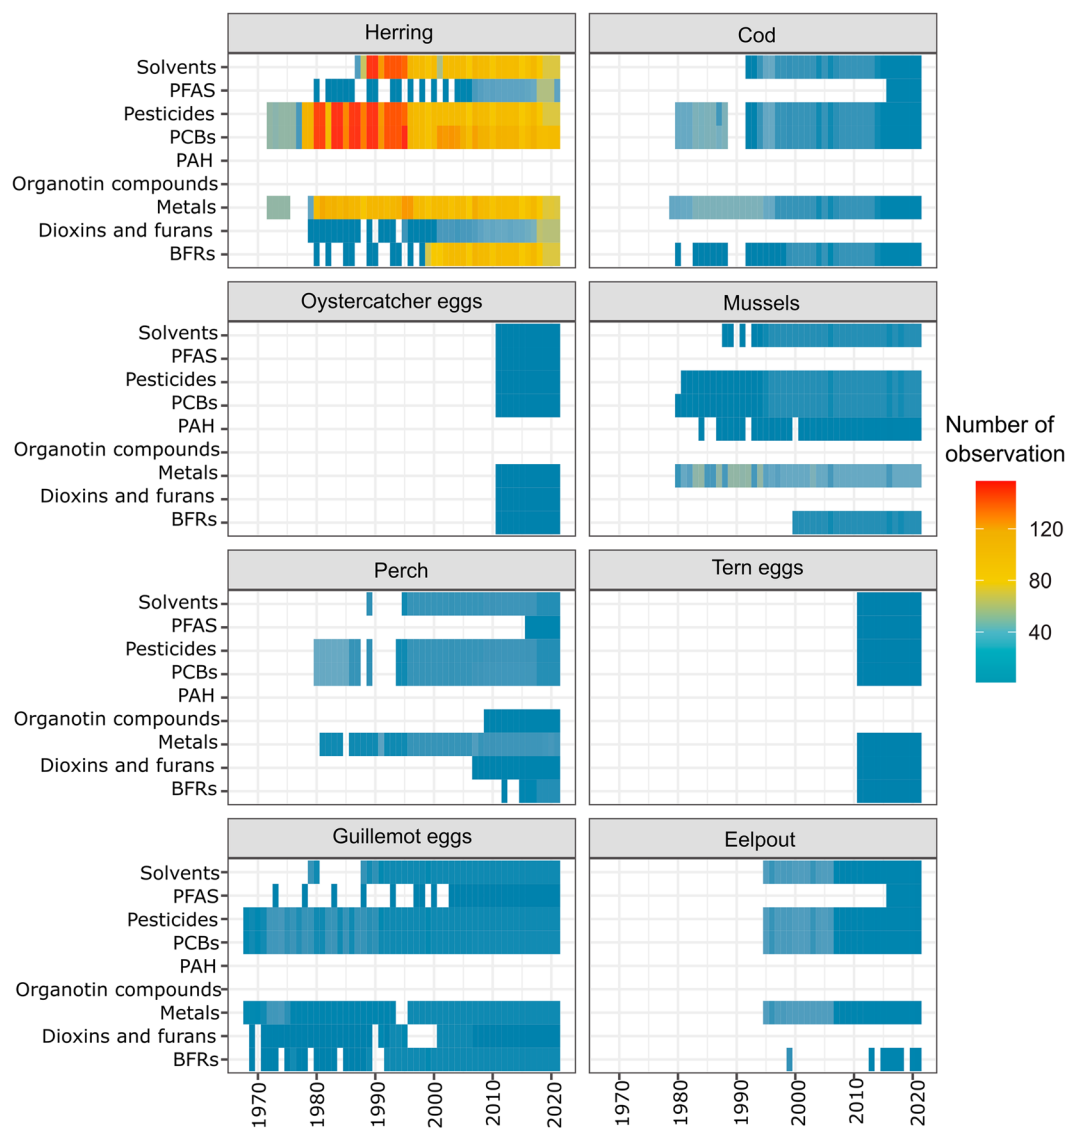 Herring
Cod
Solvents
PFAS
Pesticides
PCBs
PAH
Organotin compounds
Metals
Dioxins and furans
BFRs
Oystercatcher eggs
Mussels
Solvents
PFAS
Pesticides
PCBs
PAH
Organotin compounds
Metals
Dioxins and furans
BFRs
Number of
observation
120
80
40
Perch
Tern eggs
Solvents
PFAS
Pesticides
PCBs
PAH
Organotin compounds
Metals
Dioxins and furans
BFRs
Guillemot eggs
Eelpout
Solvents
PFAS
Pesticides
PCBs
PAH
Organotin compounds
Metals
Dioxins and furans
BFRs
1970 1980 1990 2000 2010 2020
1970 1980 1990 2000 2010 2020